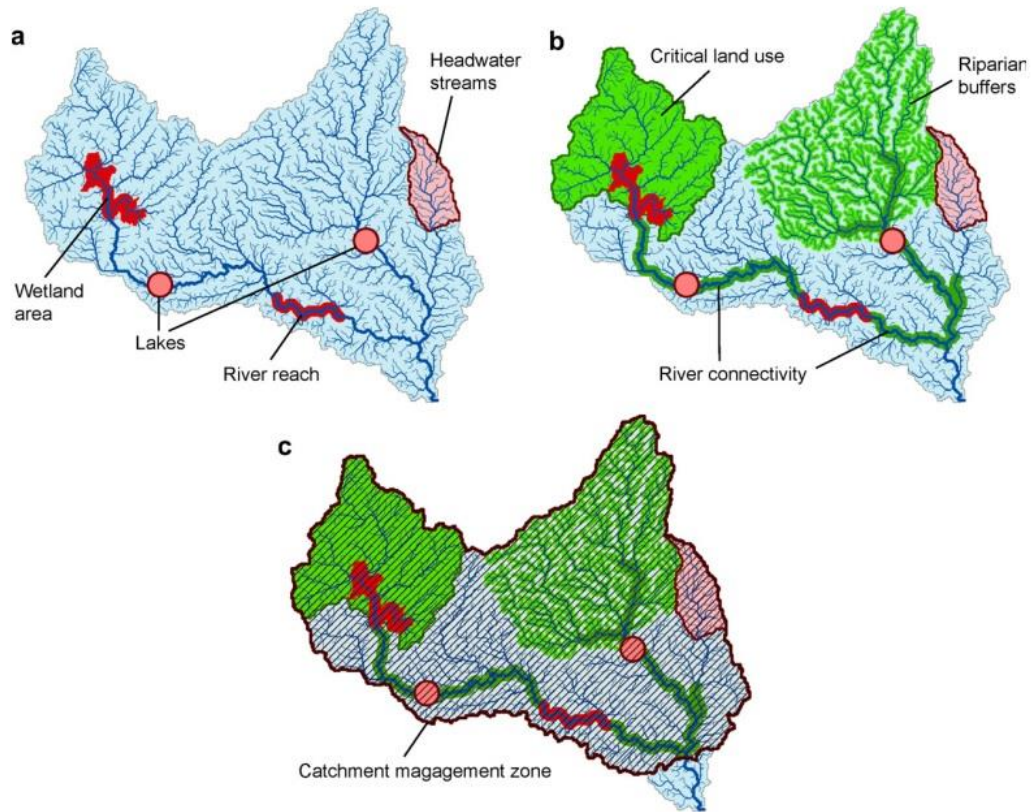 a
Headwater
streams
Wetland
area
Lakes
River reach
b
Critical land use
Riparian
buffers
River connectivity
c
Catchment magagement zone